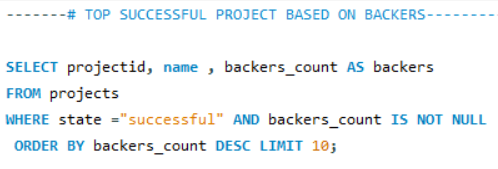 -------# TOP SUCCESSFUL PROJECT BASED ON BACKERS--------
SELECT projectid, name , backers_count AS backers
FROM projects
WHERE state ="successful" AND backers_count IS NOT NULL
ORDER BY backers_count DESC LIMIT 10;